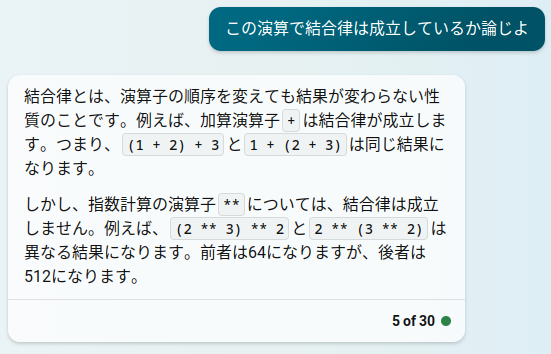 この演算で結合律は成立しているか論じよ
結合律とは、演算子の順序を変えても結果が変わらない性
質のことです。例えば、加算演算子 + は結合律が成立しま
す。つまり、 (1 + 2) + 3 と 1 + (2 + 3) は同じ結果に
なります。
しかし、指数計算の演算子 ** については、結合律は成立
しません。例えば、 (2 ** 3) ** 2 と 2 ** (3 ** 2) は
異なる結果になります。前者は64になりますが、後者は
512になります。
5 of 30